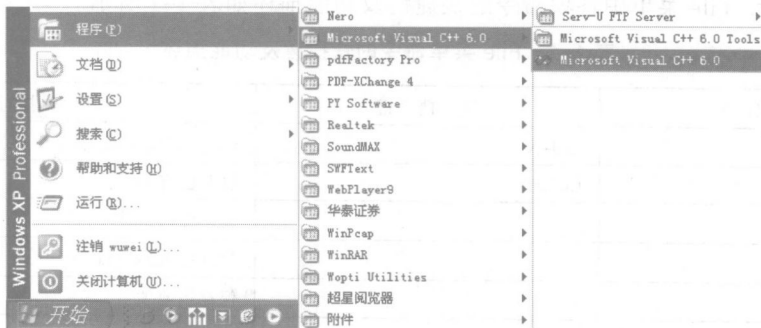 Windows XP Professional
程序(P)
文档(D)
设置(S)
搜索(C)
帮助和支持(H)
运行(R)...
注销 wuwei(L)...
关闭计算机(U)...
开始
Nero
Microsoft Visual C++ 6.0
pdfFactory Pro
PDF-XChange 4
PY Software
Realtek
SoundMAX
SWFText
WebPlayer9
华泰证券
WinPcap
WinRAR
Wopti Utilities
超星阅览器
附件
Serv-U FTP Server
Microsoft Visual C++ 6.0 Tools
Microsoft Visual C++ 6.0